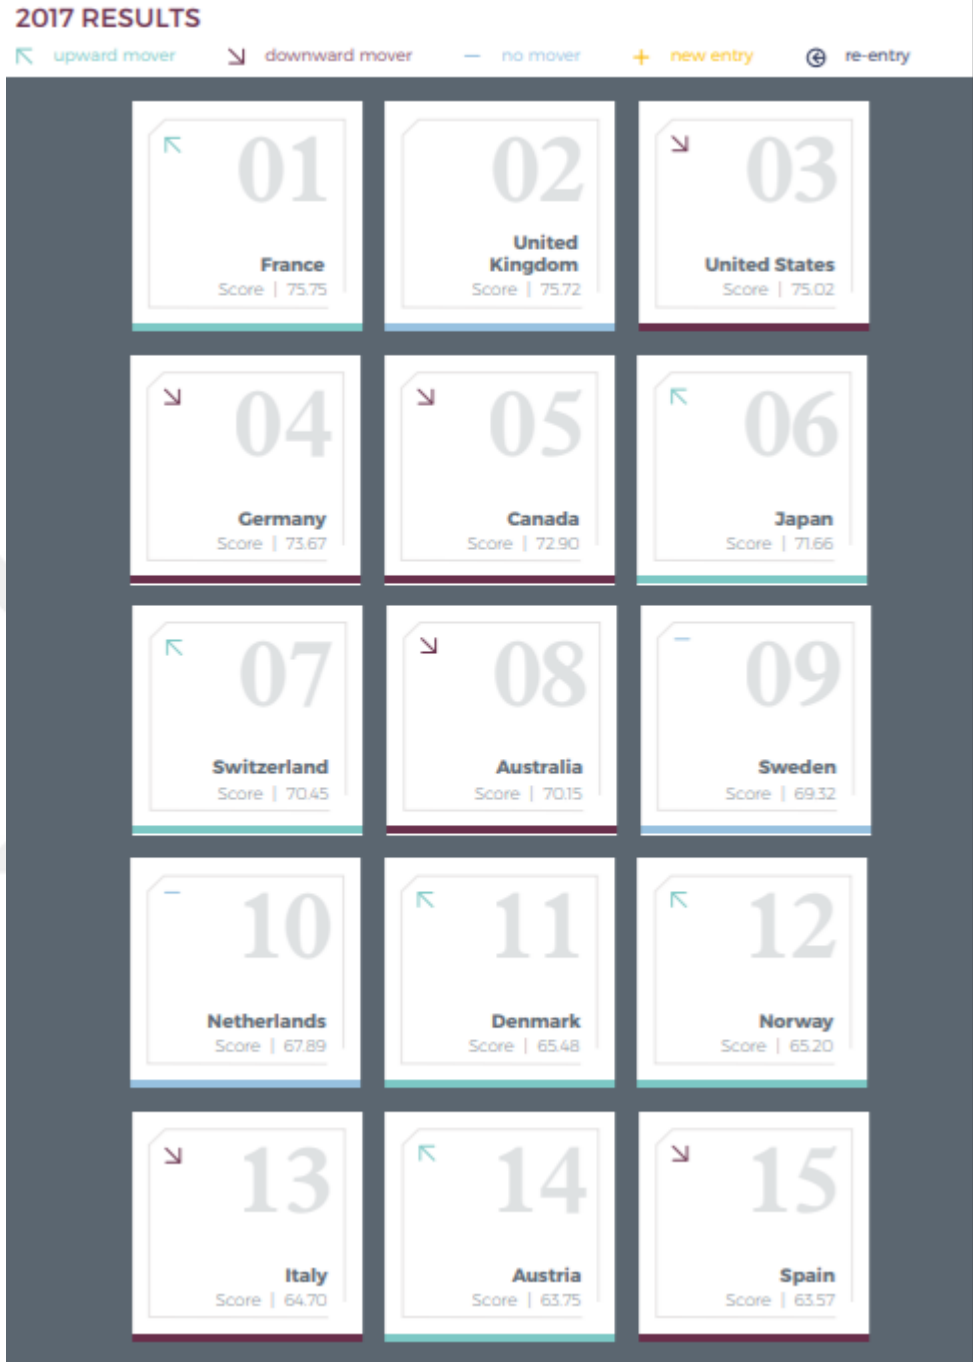 2017 RESULTS
upward mover downward mover no mover new entry re-entry
01
France
Score | 75.75
02
United
Kingdom
Score | 75.72
03
United States
Score | 75.02
04
Germany
Score | 73.67
05
Canada
Score | 72.90
06
Japan
Score | 71.66
07
Switzerland
Score | 70.45
08
Australia
Score | 70.15
09
Sweden
Score | 69.32
10
Netherlands
Score | 67.89
11
Denmark
Score | 65.48
12
Norway
Score | 65.20
13
Italy
Score | 64.70
14
Austria
Score | 63.75
15
Spain
Score | 63.57